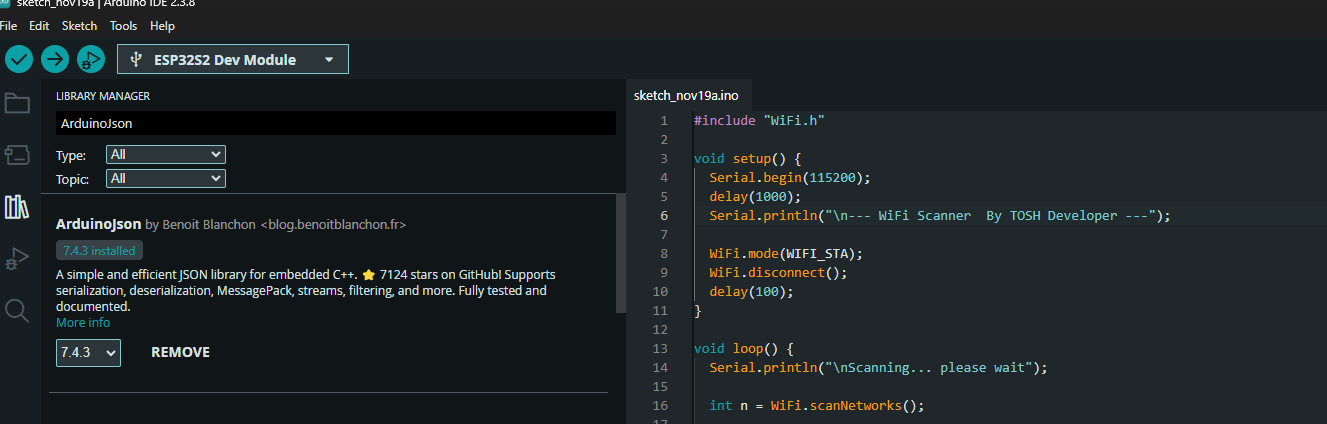 sketch_nov19a | Arduino IDE 2.3.8
File Edit Sketch Tools Help
ESP32S2 Dev Module
LIBRARY MANAGER
ArduinoJson
Type: All
Topic: All
ArduinoJson by Benoit Blanchon <blog.benoitblanchon.fr>
7.4.3 installed
A simple and efficient JSON library for embedded C++. ⭐ 7124 stars on GitHub! Supports
serialization, deserialization, MessagePack, streams, filtering, and more. Fully tested and
documented.
More info
7.4.3 REMOVE
sketch_nov19a.ino
1 #include "WiFi.h"
2
3 void setup() {
4 Serial.begin(115200);
5 delay(1000);
6 Serial.println("\n--- WiFi Scanner  By TOSH Developer ---");
7
8 WiFi.mode(WIFI_STA);
9 WiFi.disconnect();
10 delay(100);
11 }
12
13 void loop() {
14 Serial.println("\nScanning... please wait");
15
16 int n = WiFi.scanNetworks();
17